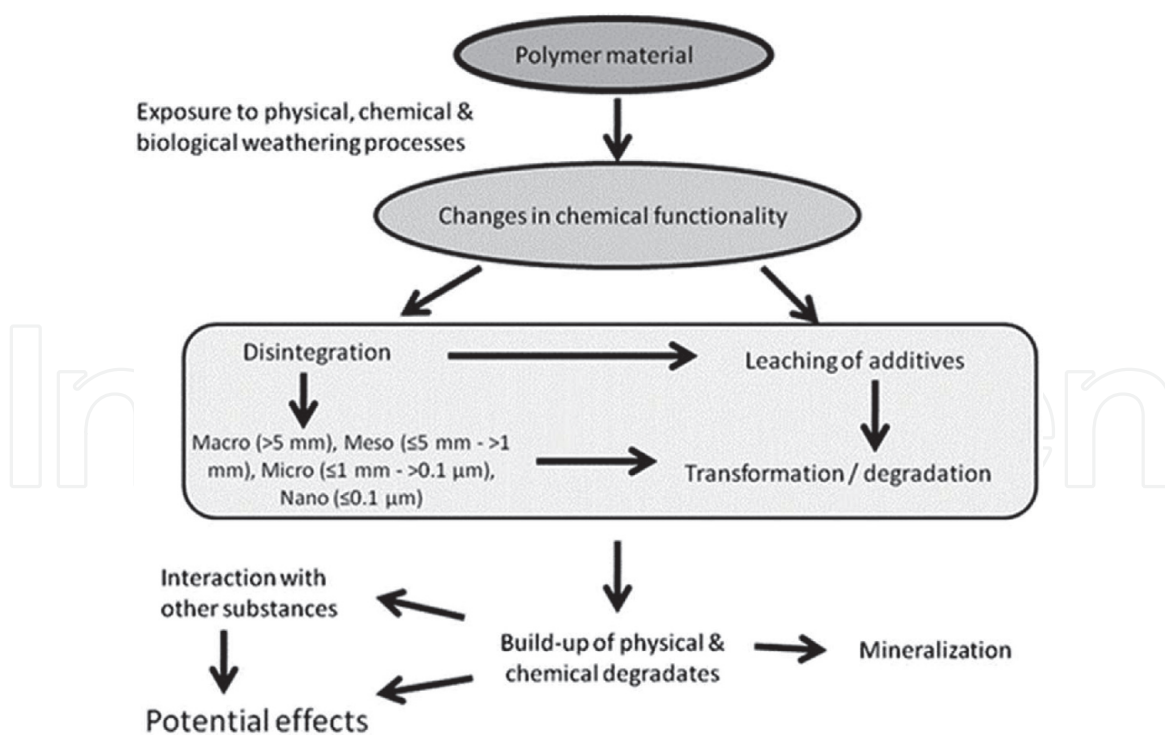 Polymer material
Exposure to physical, chemical &
biological weathering processes
Changes in chemical functionality
Disintegration
Leaching of additives
Macro (>5 mm), Meso (≤5 mm - >1
mm), Micro (≤1 mm - >0.1 μm),
Nano (≤0.1 μm)
Transformation / degradation
Interaction with
other substances
Build-up of physical &
chemical degradates
Mineralization
Potential effects